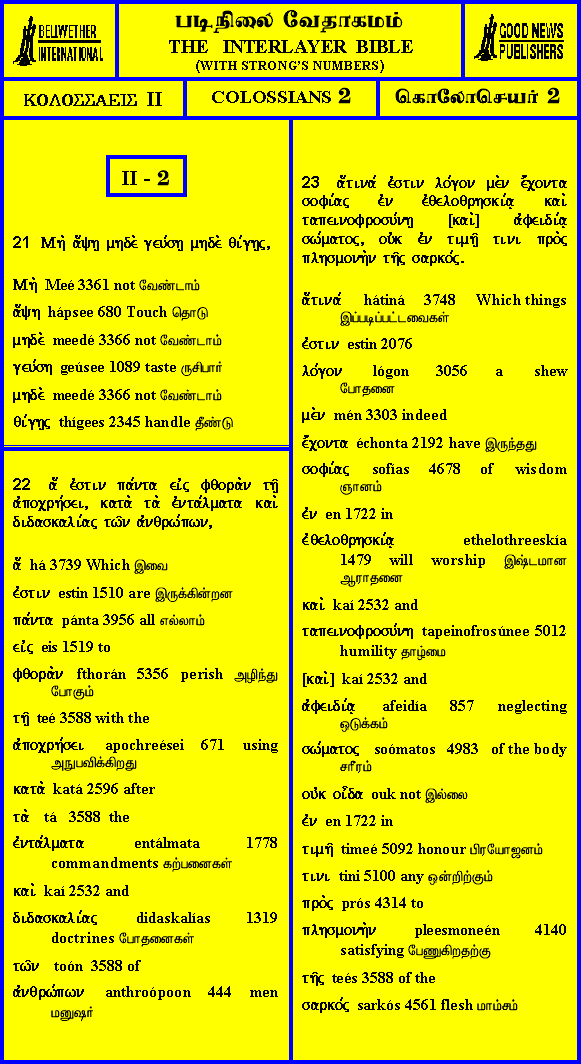 BELLWETHER
INTERNATIONAL
படிநிலை வேதாகமம்
THE INTERLAYER BIBLE
(WITH STRONG'S NUMBERS)
GOOD NEWS
PUBLISHERS
ΚΟΛΟΣΣΑΕΙΣ II
COLOSSIANS 2
கொலோசெயர் 2
II - 2
21 Μὴ ἅψῃ μηδὲ γεύσῃ μηδὲ θίγῃς,
Μὴ Meé 3361 not வேண்டாம்
ἅψῃ hápsee 680 Touch தொடு
μηδὲ meedé 3366 not வேண்டாம்
γεύσῃ geúsee 1089 taste ருசிபார்
μηδὲ meedé 3366 not வேண்டாம்
θίγῃς thígees 2345 handle தீண்டு
22 ἅ ἐστιν πάντα εἰς φθορὰν τῇ
ἀποχρήσει, κατὰ τὰ ἐντάλματα καὶ
διδασκαλίας τῶν ἀνθρώπων,
ἅ há 3739 Which இவை
ἐστιν estin 1510 are இருக்கின்றன
πάντα pánta 3956 all எல்லாம்
εἰς eis 1519 to
φθορὰν fthorán 5356 perish அழிந்து
போகும்
τῇ teé 3588 with the
ἀποχρήσει apochreései 671 using
அநுபவிக்கிறது
κατὰ katá 2596 after
τὰ tá 3588 the
ἐντάλματα entálmata 1778
commandments கற்பனைகள்
καὶ kaí 2532 and
διδασκαλίας didaskalías 1319
doctrines போதனைகள்
τῶν toón 3588 of
ἀνθρώπων anthroópoon 444 men
மனுஷர்
23 ἅτινά ἐστιν λόγον μὲν ἔχοντα
σοφίας ἐν ἐθελοθρησκίᾳ καὶ
ταπεινοφροσύνῃ [καὶ] ἀφειδίᾳ
σώματος, οὐκ ἐν τιμῇ τινι πρὸς
πλησμονὴν τῆς σαρκός.
ἅτινά hátiná 3748 Which things
இப்படிப்பட்டவைகள்
ἐστιν estin 2076
λόγον lógon 3056 a shew
போதனை
μὲν mén 3303 indeed
ἔχοντα échonta 2192 have இருந்தது
σοφίας sofías 4678 of wisdom
ஞானம்
ἐν en 1722 in
ἐθελοθρησκίᾳ ethelothreeskía
1479 will worship இஷ்டமான
ஆராதனை
καὶ kaí 2532 and
ταπεινοφροσύνῃ tapeinofrosúnee 5012
humility தாழ்மை
[καὶ] kaí 2532 and
ἀφειδίᾳ afeidía 857 neglecting
ஒடுக்கம்
σώματος soómatos 4983 of the body
சரீரம்
οὐκ οἶδα ouk not இல்லை
ἐν en 1722 in
τιμῇ timeé 5092 honour பிரயோஜனம்
τινι tini 5100 any ஒன்றிற்கும்
πρὸς prós 4314 to
πλησμονὴν pleesmoneén 4140
satisfying பேணுகிறதற்கு
τῆς teés 3588 of the
σαρκός sarkós 4561 flesh மாம்சம்